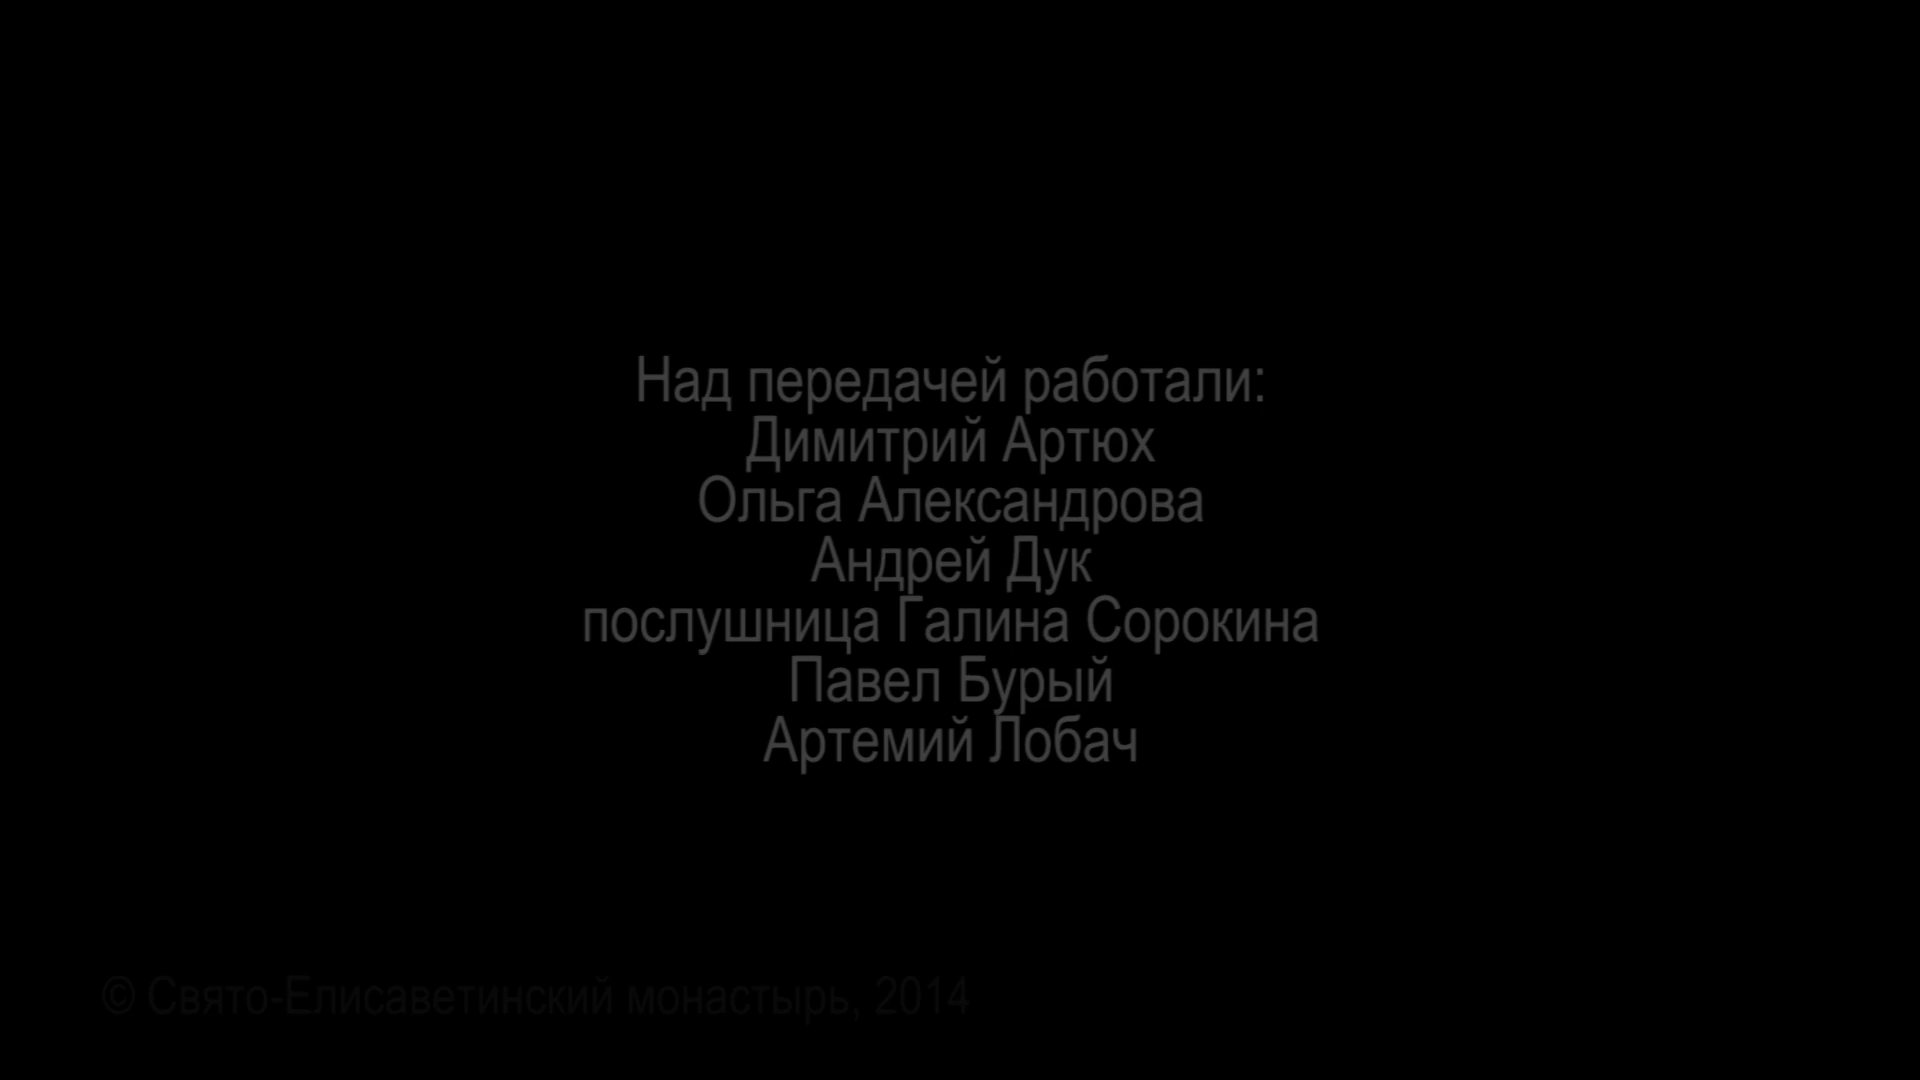 Над передачей работали:
Димитрий Артюх
Ольга Александрова
Андрей Дук
послушница Галина Сорокина
Павел Бурый
Артемий Лобач
© Свято-Елисаветинский монастырь, 2014